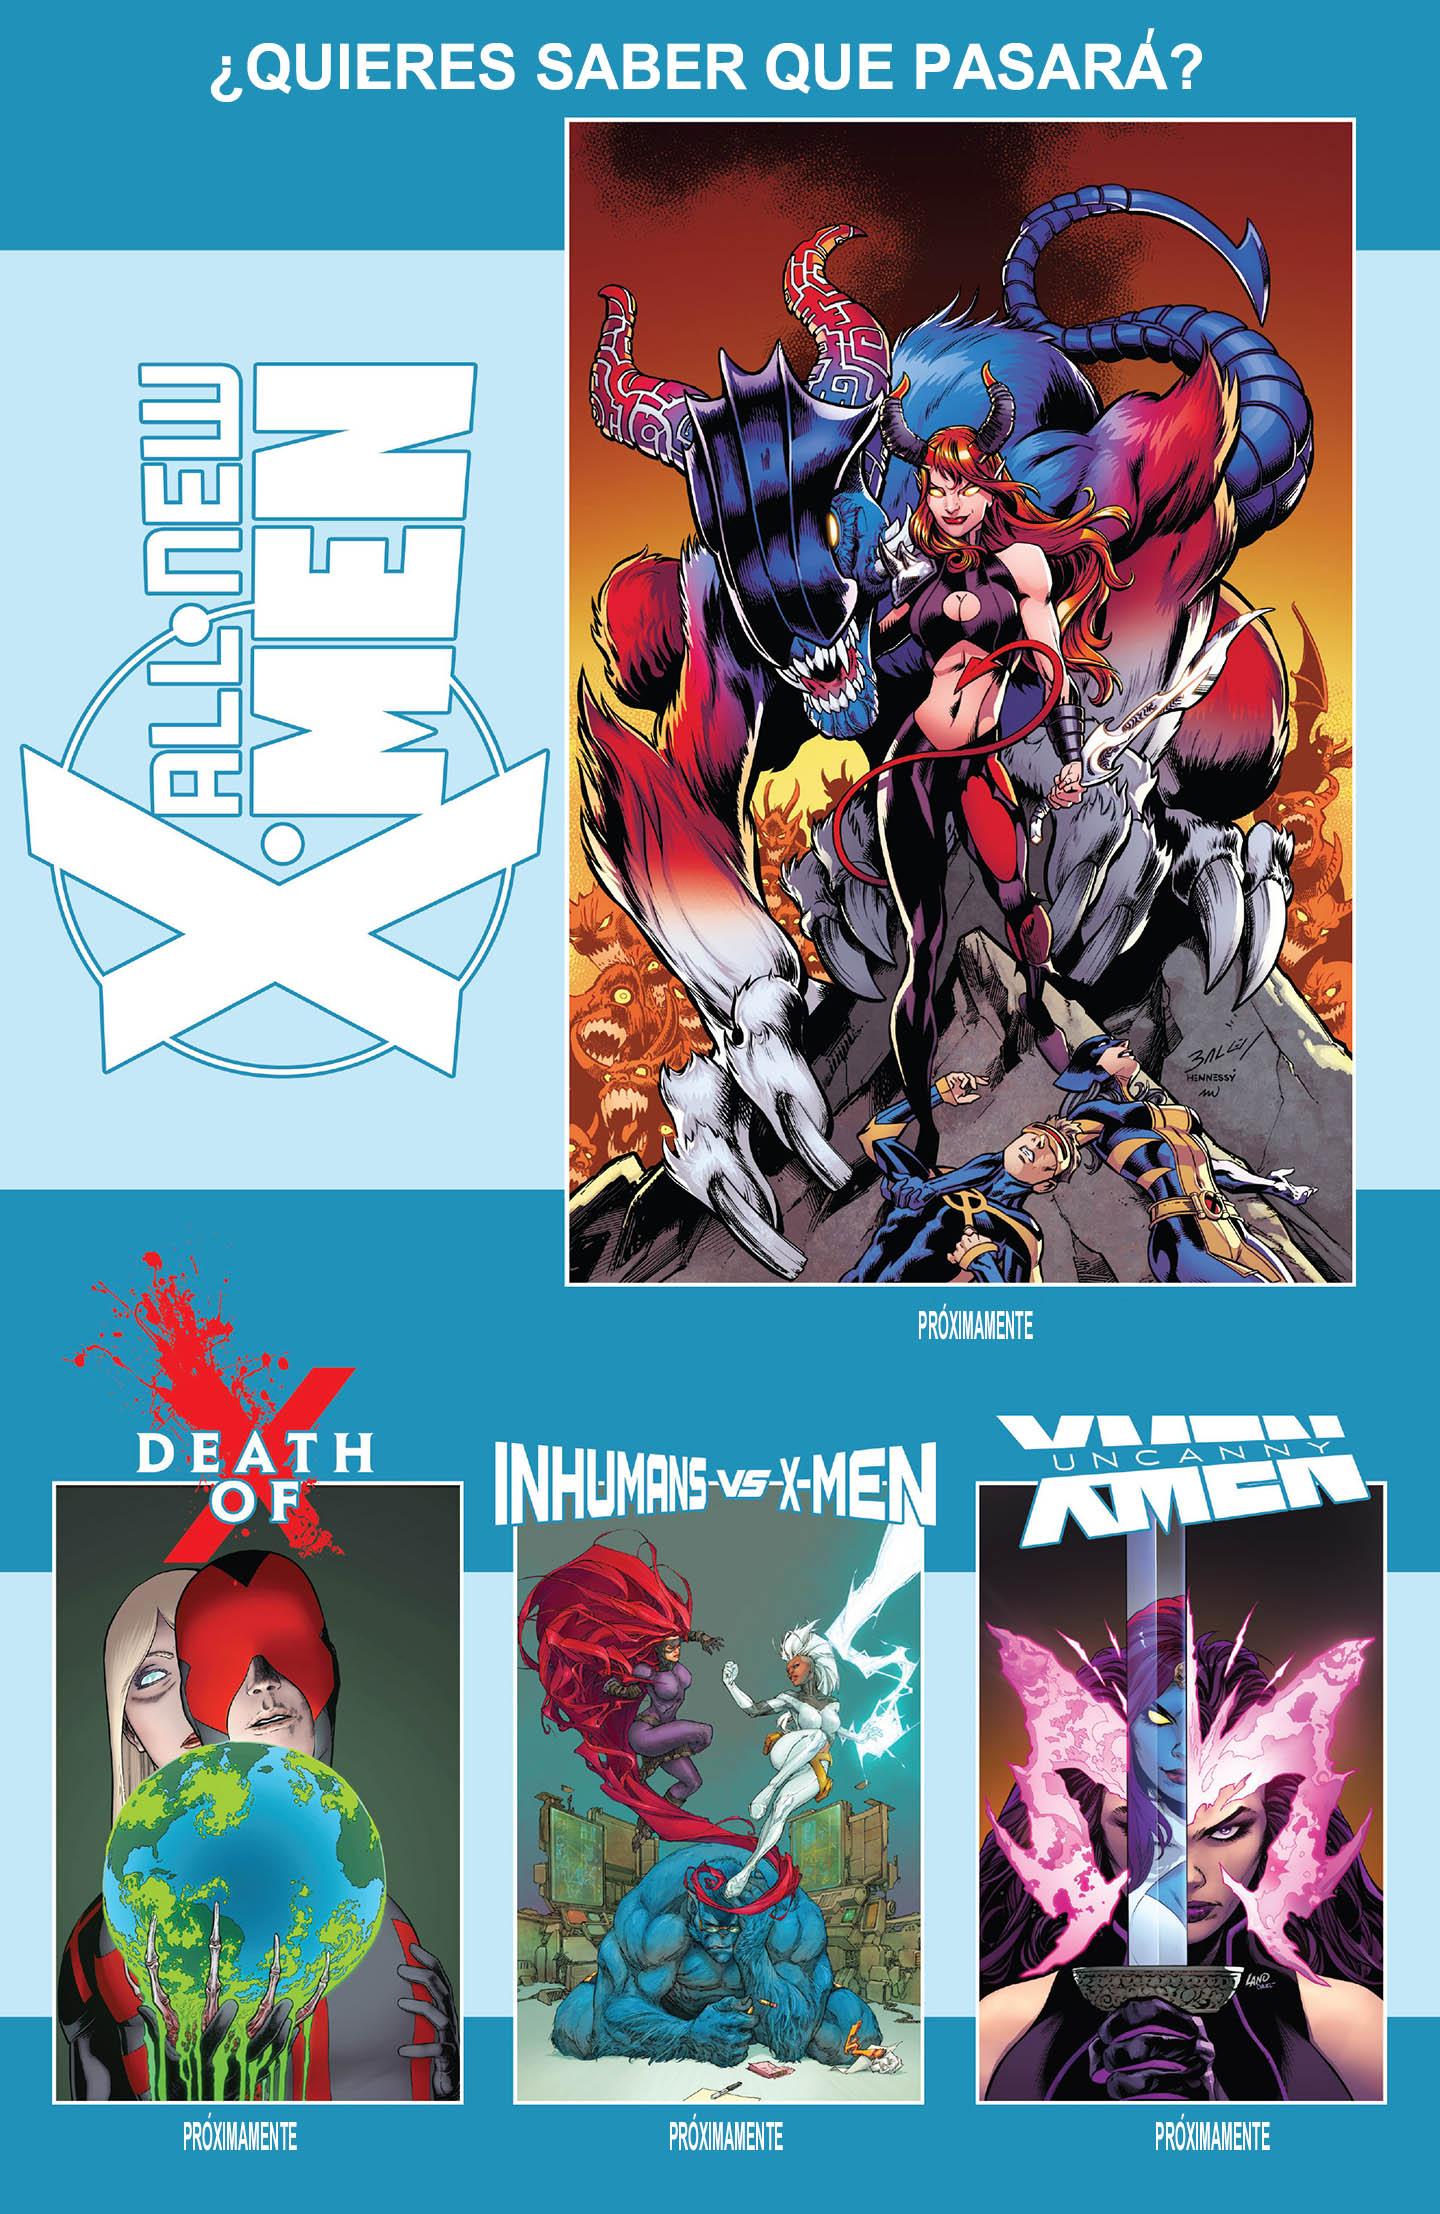 ¿QUIERES SABER QUE PASARÁ?
ALL·NEW
X·MEN
BAGLEY
HENNESSY
PRÓXIMAMENTE
DEATH
OF
X
INHUMANS VS X-MEN
UNCANNY
X-MEN
LAND
PRÓXIMAMENTE
PRÓXIMAMENTE
PRÓXIMAMENTE